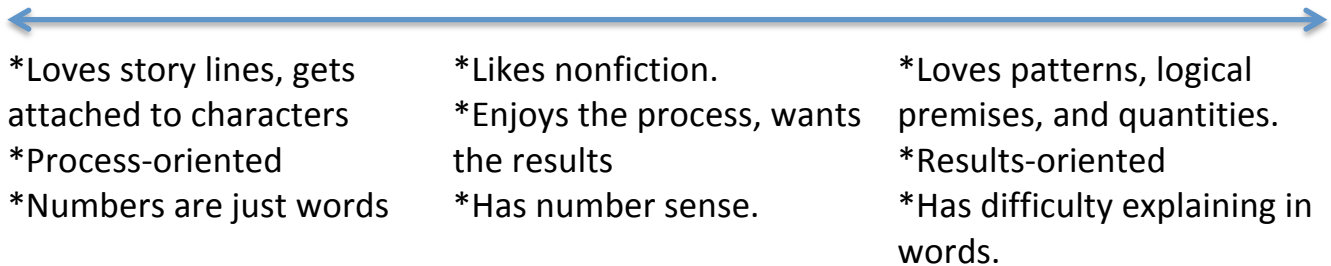 *Loves story lines, gets
attached to characters
*Process-oriented
*Numbers are just words
*Likes nonfiction.
*Enjoys the process, wants
the results
*Has number sense.
*Loves patterns, logical
premises, and quantities.
*Results-oriented
*Has difficulty explaining in
words.